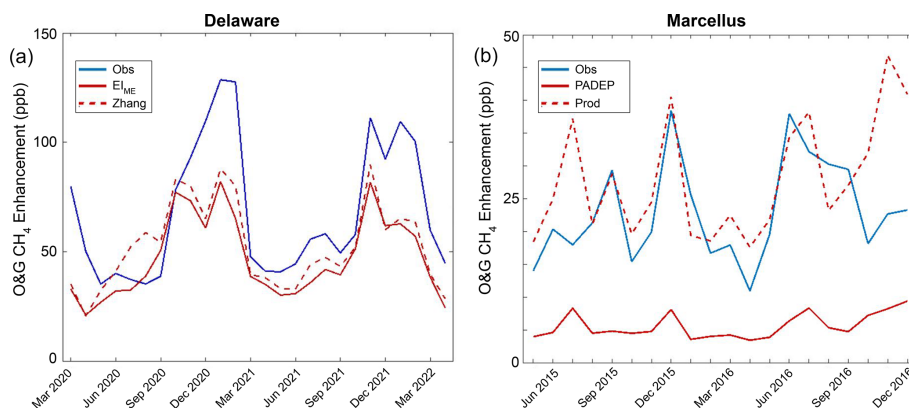 Delaware
(a)
O&G CH4 Enhancement (ppb)
150
100
50
0
Obs
EIME
Zhang
Mar 2020
Jun 2020
Sep 2020
Dec 2020
Mar 2021
Jun 2021
Sep 2021
Dec 2021
Mar 2022
Marcellus
(b)
O&G CH4 Enhancement (ppb)
50
25
0
Obs
PADEP
Prod
Jun 2015
Sep 2015
Dec 2015
Mar 2016
Jun 2016
Sep 2016
Dec 2016